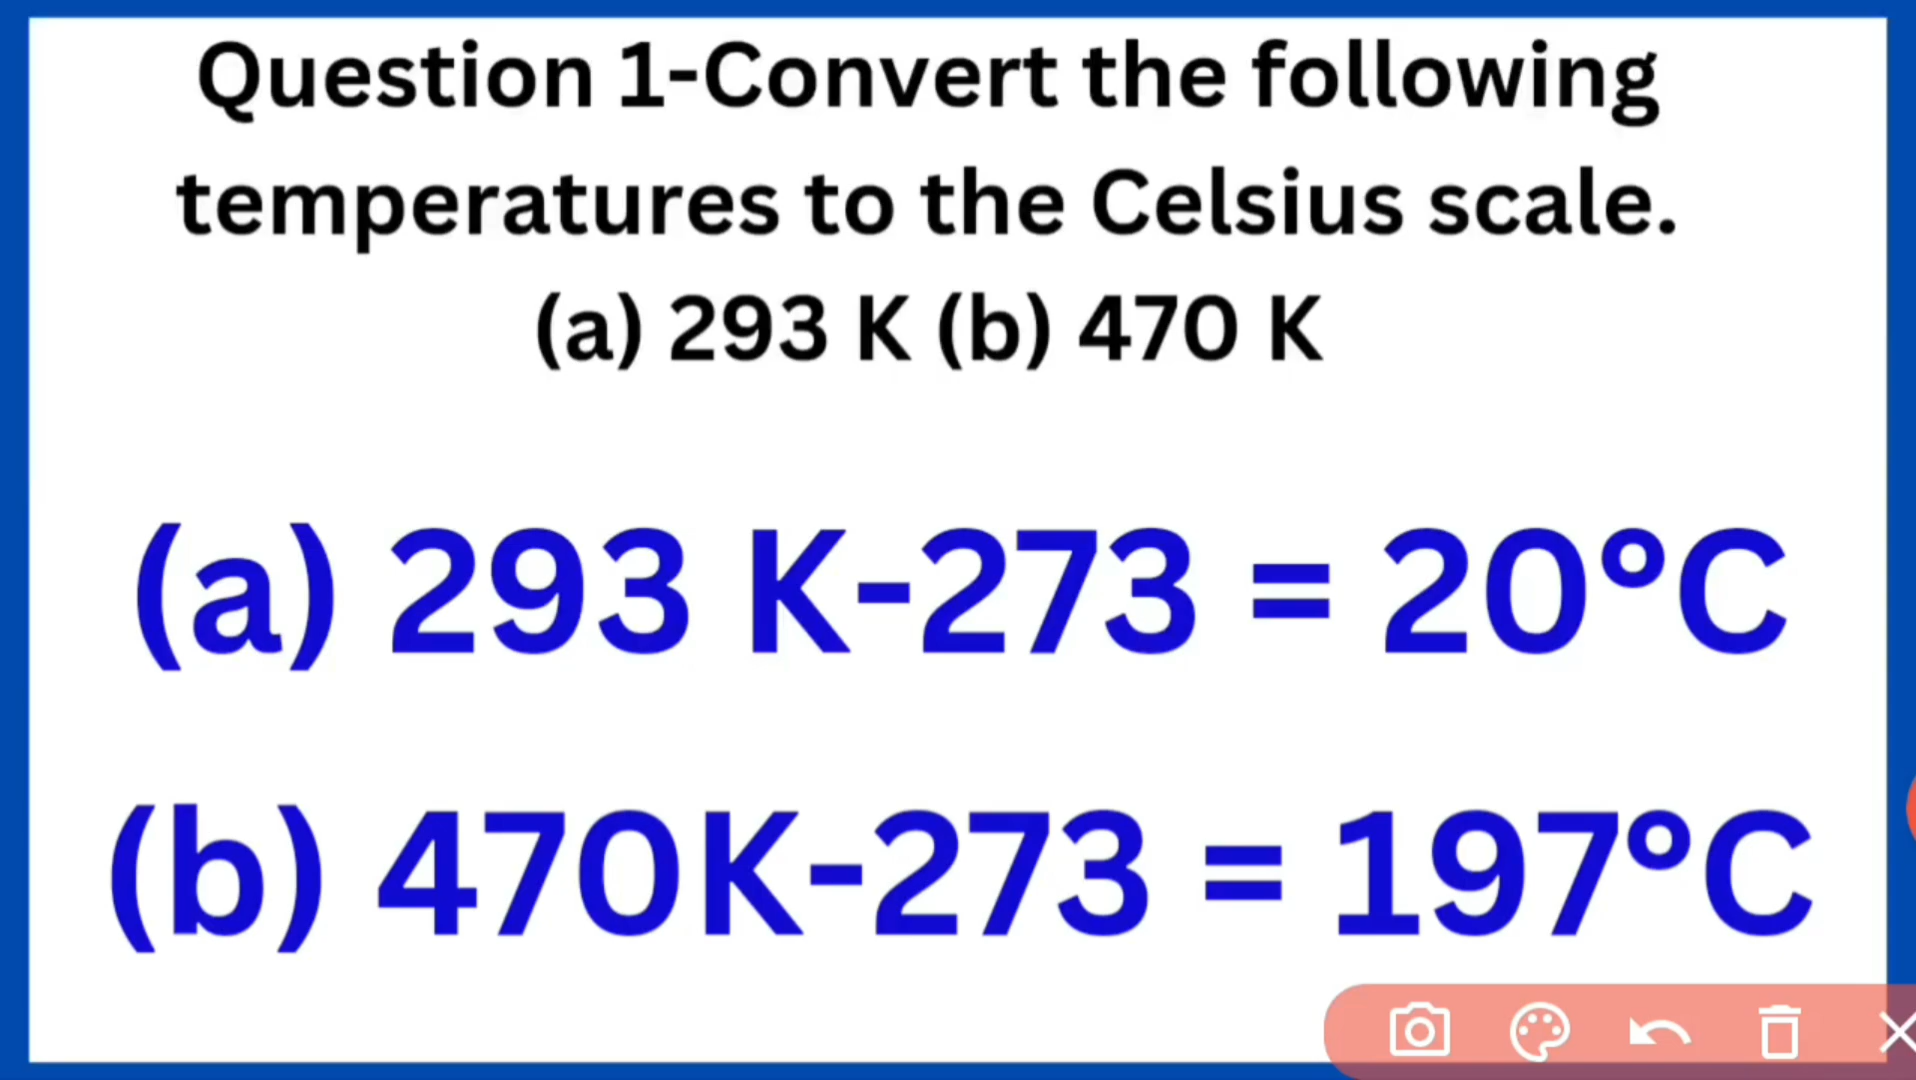 Question 1-Convert the following
temperatures to the Celsius scale.
(a) 293 K (b) 470 K
(a) 293 K-273 = 20°C
(b) 470K-273 = 197°C